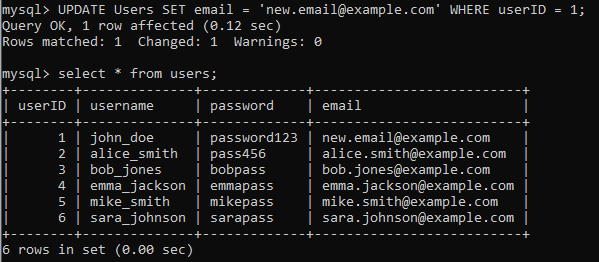 mysql> UPDATE Users SET email = 'new.email@example.com' WHERE userID = 1;
Query OK, 1 row affected (0.12 sec)
Rows matched: 1  Changed: 1  Warnings: 0

mysql> select * from users;
+--------+--------------+-------------+--------------------------+
| userID | username     | password    | email                    |
+--------+--------------+-------------+--------------------------+
|      1 | john_doe     | password123 | new.email@example.com    |
|      2 | alice_smith  | pass456     | alice.smith@example.com  |
|      3 | bob_jones    | bobpass     | bob.jones@example.com    |
|      4 | emma_jackson | emmapass    | emma.jackson@example.com |
|      5 | mike_smith   | mikepass    | mike.smith@example.com   |
|      6 | sara_johnson | sarapass    | sara.johnson@example.com |
+--------+--------------+-------------+--------------------------+
6 rows in set (0.00 sec)